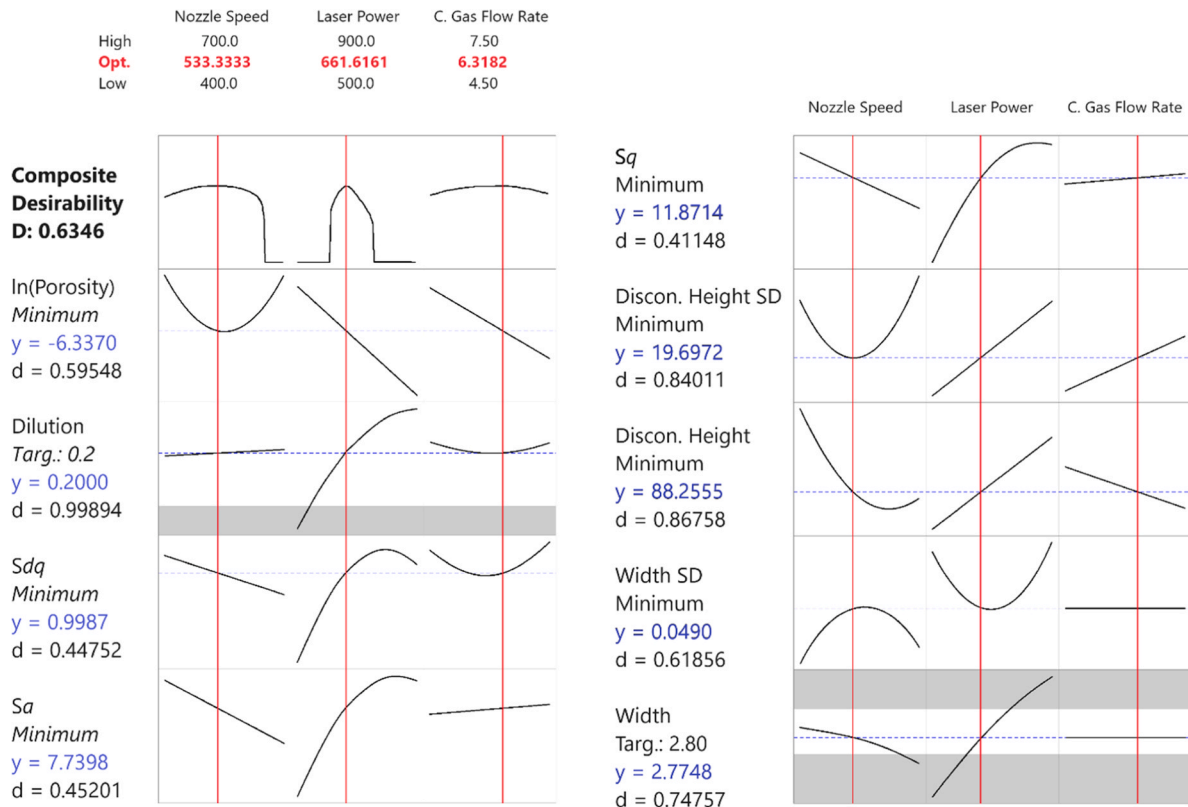 Nozzle Speed Laser Power C. Gas Flow Rate
High 700.0 900.0 7.50
Opt. 533.3333 661.6161 6.3182
Low 400.0 500.0 4.50
Composite
Desirability
D: 0.6346
ln(Porosity)
Minimum
y = -6.3370
d = 0.59548
Dilution
Targ.: 0.2
y = 0.2000
d = 0.99894
Sdq
Minimum
y = 0.9987
d = 0.44752
Sa
Minimum
y = 7.7398
d = 0.45201
Nozzle Speed Laser Power C. Gas Flow Rate
Sq
Minimum
y = 11.8714
d = 0.41148
Discon. Height SD
Minimum
y = 19.6972
d = 0.84011
Discon. Height
Minimum
y = 88.2555
d = 0.86758
Width SD
Minimum
y = 0.0490
d = 0.61856
Width
Targ.: 2.80
y = 2.7748
d = 0.74757